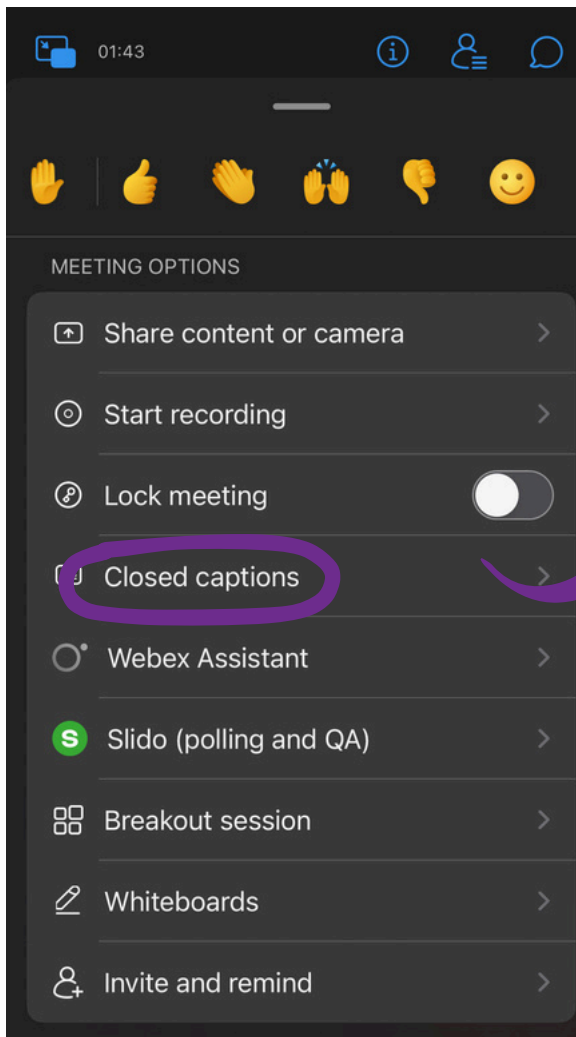 01:43
MEETING OPTIONS
Share content or camera
Start recording
Lock meeting
Closed captions
Webex Assistant
S Slido (polling and QA)
Breakout session
Whiteboards
Invite and remind